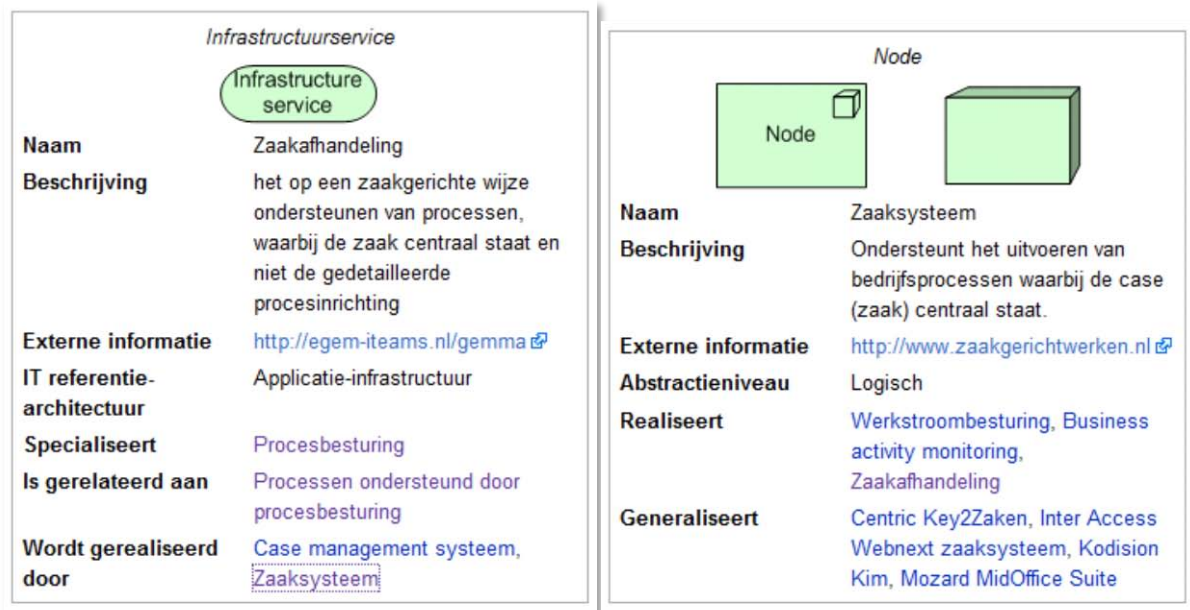 Infrastructuurservice
Infrastructure
service
Naam Zaakafhandeling
Beschrijving het op een zaakgerichte wijze
ondersteunen van processen,
waarbij de zaak centraal staat en
niet de gedetailleerde
procesinrichting
Externe informatie http://egem-iteams.nl/gemma
IT referentie- Applicatie-infrastructuur
architectuur
Specialiseert Procesbesturing
Is gerelateerd aan Processen ondersteund door
procesbesturing
Wordt gerealiseerd Case management systeem,
door Zaaksysteem
Node
Node
Naam Zaaksysteem
Beschrijving Ondersteunt het uitvoeren van
bedrijfsprocessen waarbij de case
(zaak) centraal staat.
Externe informatie http://www.zaakgerichtwerken.nl
Abstractieniveau Logisch
Realiseert Werkstroombesturing, Business
activity monitoring,
Zaakafhandeling
Generaliseert Centric Key2Zaken, Inter Access
Webnext zaaksysteem, Kodision
Kim, Mozard MidOffice Suite